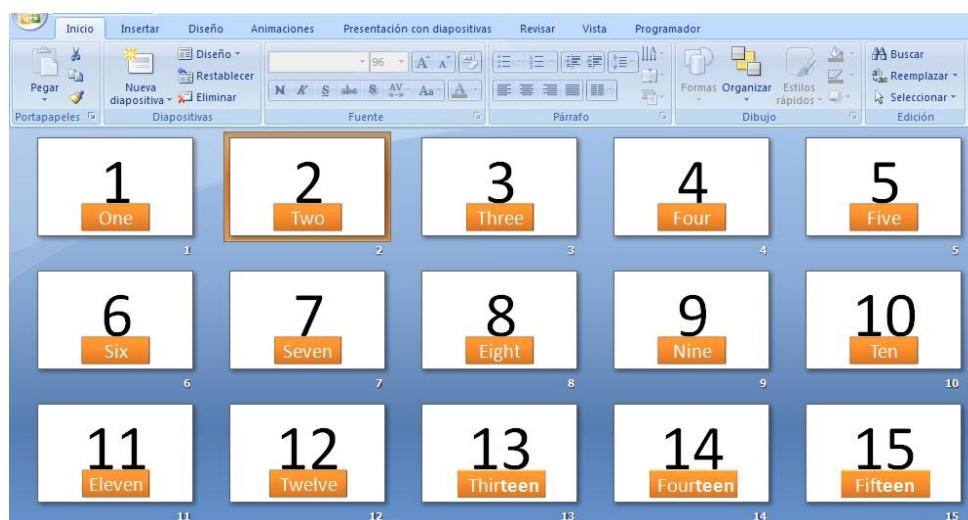 Inicio Insertar Diseño Animaciones Presentación con diapositivas Revisar Vista Programador
Pegar
Nueva diapositiva
Diseño
Restablecer
Eliminar
96
A A
N K S abc S AV Aa A
Formas Organizar Estilos rápidos
Buscar
Reemplazar
Seleccionar
Portapapeles Diapositivas Fuente Párrafo Dibujo Edición
1 2 3 4 5
One Two Three Four Five
1 2 3 4 5
6 7 8 9 10
Six Seven Eight Nine Ten
6 7 8 9 10
11 12 13 14 15
Eleven Twelve Thirteen Fourteen Fifteen
11 12 13 14 15